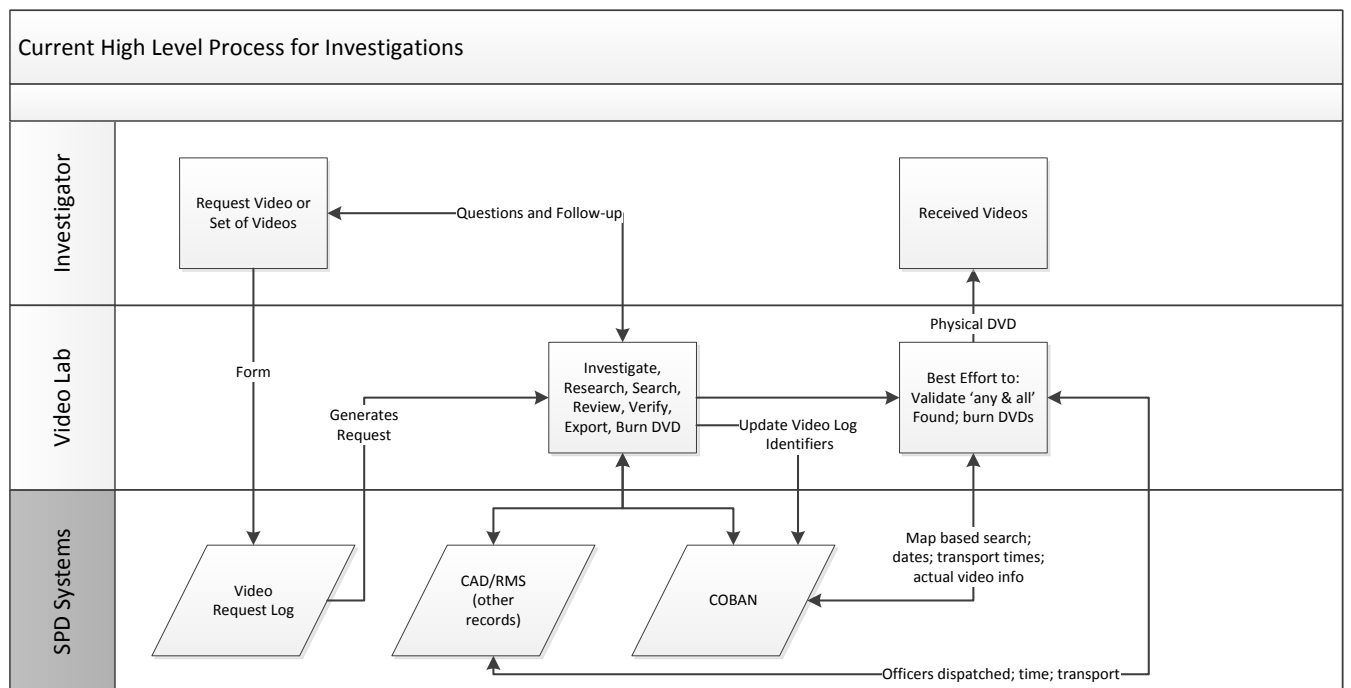 Current High Level Process for Investigations
Investigator
Request Video or
Set of Videos
Questions and Follow-up
Received Videos
Video Lab
Form
Generates
Request
Investigate,
Research, Search,
Review, Verify,
Export, Burn DVD
Update Video Log
Identifiers
Physical DVD
Best Effort to:
Validate ‘any & all’
Found; burn DVDs
SPD Systems
Video
Request Log
CAD/RMS
(other
records)
COBAN
Map based search;
dates; transport times;
actual video info
Officers dispatched; time; transport